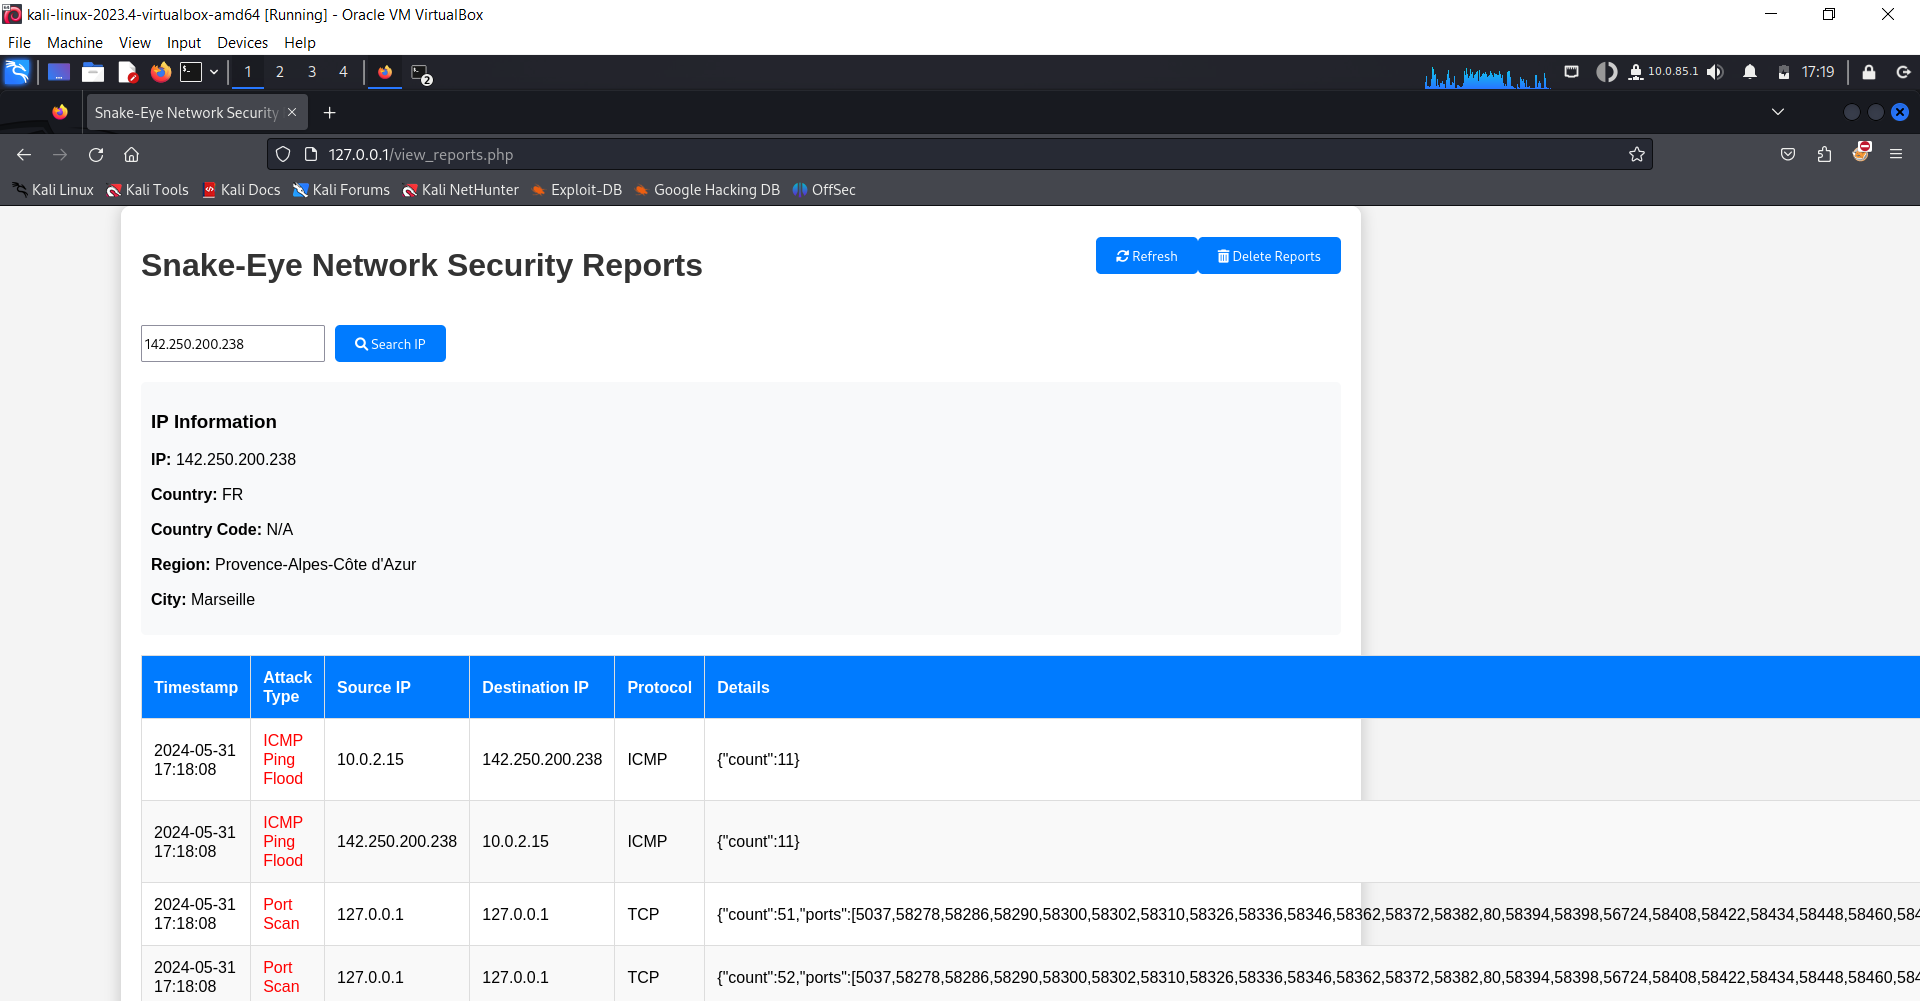 kali-linux-2023.4-virtualbox-amd64 [Running] - Oracle VM VirtualBox
File Machine View Input Devices Help
1 2 3 4 2 10.0.85.1 17:19
Snake-Eye Network Security
127.0.0.1/view_reports.php
Kali Linux Kali Tools Kali Docs Kali Forums Kali NetHunter Exploit-DB Google Hacking DB OffSec
Snake-Eye Network Security Reports
Refresh Delete Reports
142.250.200.238 Search IP
IP Information
IP: 142.250.200.238
Country: FR
Country Code: N/A
Region: Provence-Alpes-Côte d'Azur
City: Marseille
Timestamp Attack Type Source IP Destination IP Protocol Details
2024-05-31 17:18:08 ICMP Ping Flood 10.0.2.15 142.250.200.238 ICMP {"count":11}
2024-05-31 17:18:08 ICMP Ping Flood 142.250.200.238 10.0.2.15 ICMP {"count":11}
2024-05-31 17:18:08 Port Scan 127.0.0.1 127.0.0.1 TCP {"count":51,"ports":[5037,58278,58286,58290,58300,58302,58310,58326,58336,58346,58362,58372,58382,80,58394,58398,56724,58408,58422,58434,58448,58460,584
2024-05-31 17:18:08 Port Scan 127.0.0.1 127.0.0.1 TCP {"count":52,"ports":[5037,58278,58286,58290,58300,58302,58310,58326,58336,58346,58362,58372,58382,80,58394,58398,56724,58408,58422,58434,58448,58460,584